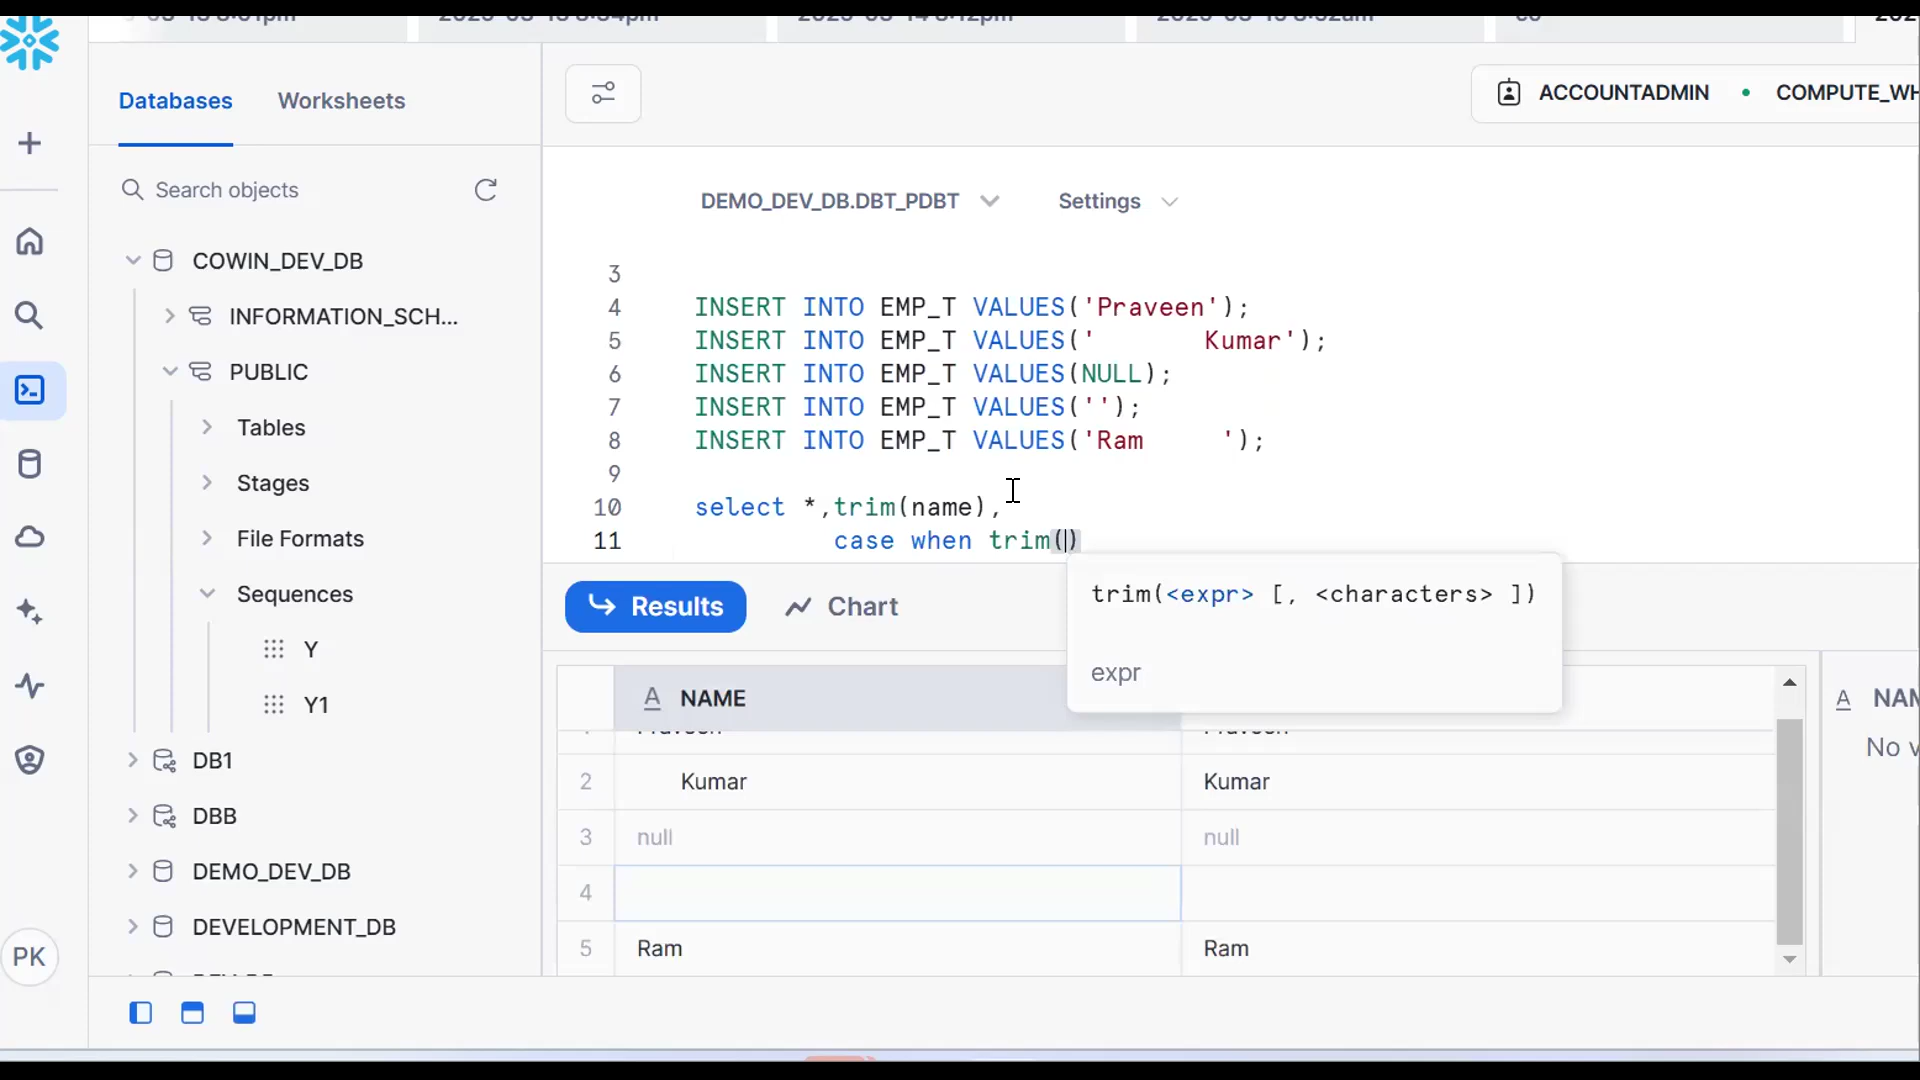 Databases
Worksheets
ACCOUNTADMIN
COMPUTE_WH
Search objects
DEMO_DEV_DB.DBT_PDBT
Settings
COWIN_DEV_DB
INFORMATION_SCH...
PUBLIC
Tables
Stages
File Formats
Sequences
Y
Y1
DB1
DBB
DEMO_DEV_DB
DEVELOPMENT_DB
PK
3
4 INSERT INTO EMP_T VALUES('Praveen');
5 INSERT INTO EMP_T VALUES('       Kumar');
6 INSERT INTO EMP_T VALUES(NULL);
7 INSERT INTO EMP_T VALUES('');
8 INSERT INTO EMP_T VALUES('Ram     ');
9
10 select *,trim(name),
11          case when trim()
trim(<expr> [, <characters> ])
expr
Results
Chart
A NAME
Praveen Praveen
2 Kumar Kumar
3 null null
4
5 Ram Ram
A NAM
No v